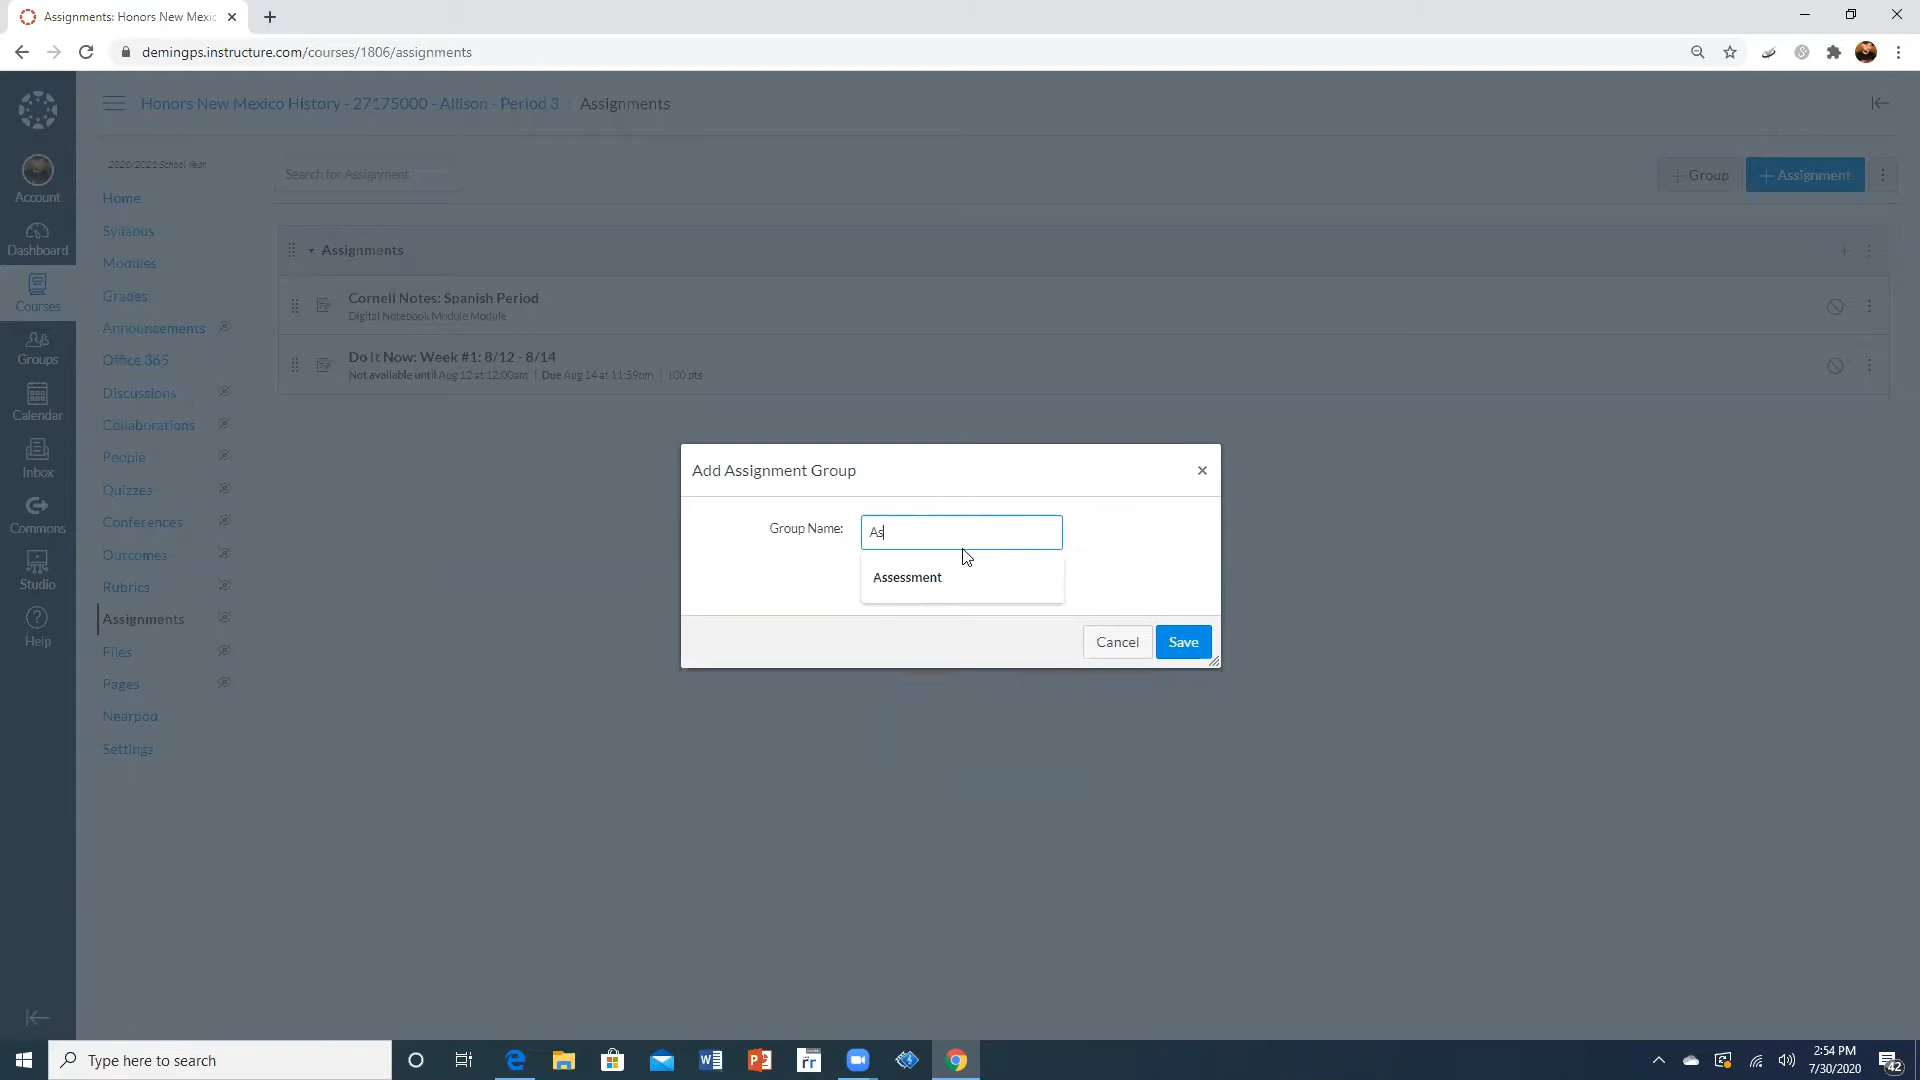 Assignments: Honors New Mexic
demingps.instructure.com/courses/1806/assignments
Honors New Mexico History - 27175000 - Allison - Period 3
Assignments
2020/2021 School Year
Search for Assignment
Group
Assignment
Account
Dashboard
Courses
Groups
Calendar
Inbox
Commons
Studio
Help
Home
Syllabus
Modules
Grades
Announcements
Office 365
Discussions
Collaborations
People
Quizzes
Conferences
Outcomes
Rubrics
Assignments
Files
Pages
Nearpod
Settings
Assignments
Cornell Notes: Spanish Period
Digital Notebook Module Module
Do It Now: Week #1: 8/12 - 8/14
Not available until Aug 12 at 12:00am | Due Aug 14 at 11:59pm | 100 pts
Add Assignment Group
Group Name:
As
Assessment
Cancel
Save
Type here to search
rr
2:54 PM
7/30/2020
42